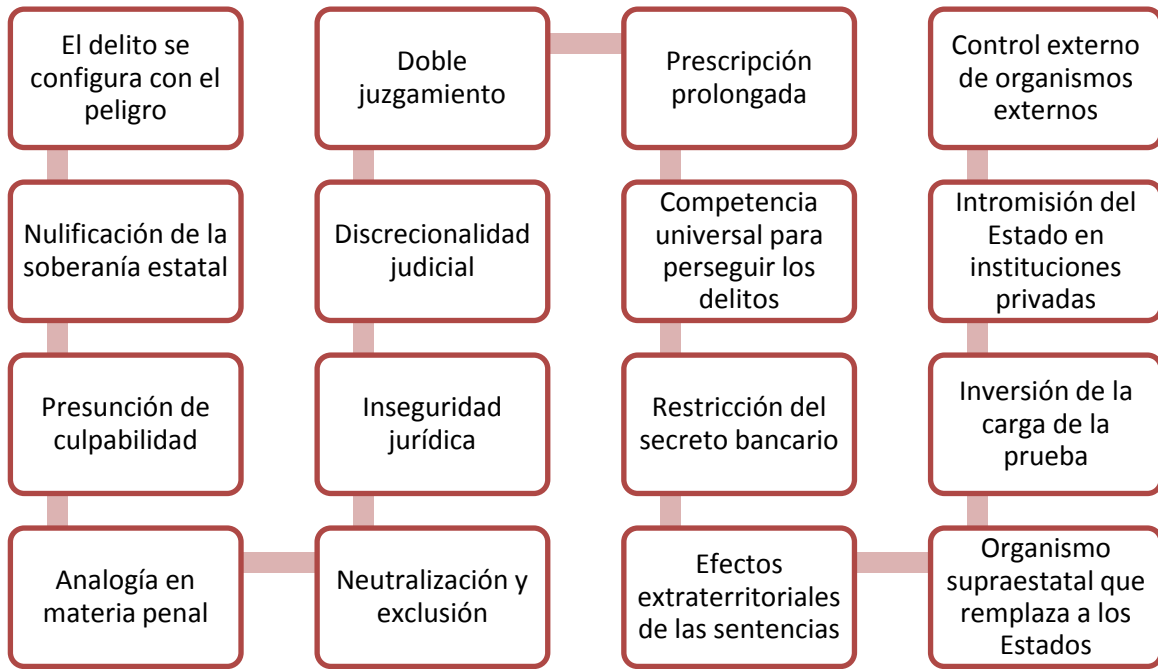 El delito se
configura con el
peligro
Nulificación de la
soberanía estatal
Presunción de
culpabilidad
Analogía en
materia penal
Neutralización y
exclusión
Inseguridad
jurídica
Discrecionalidad
judicial
Doble
juzgamiento
Prescripción
prolongada
Competencia
universal para
perseguir los
delitos
Restricción del
secreto bancario
Efectos
extraterritoriales
de las sentencias
Organismo
supraestatal que
remplaza a los
Estados
Inversión de la
carga de la
prueba
Intromisión del
Estado en
instituciones
privadas
Control externo
de organismos
externos